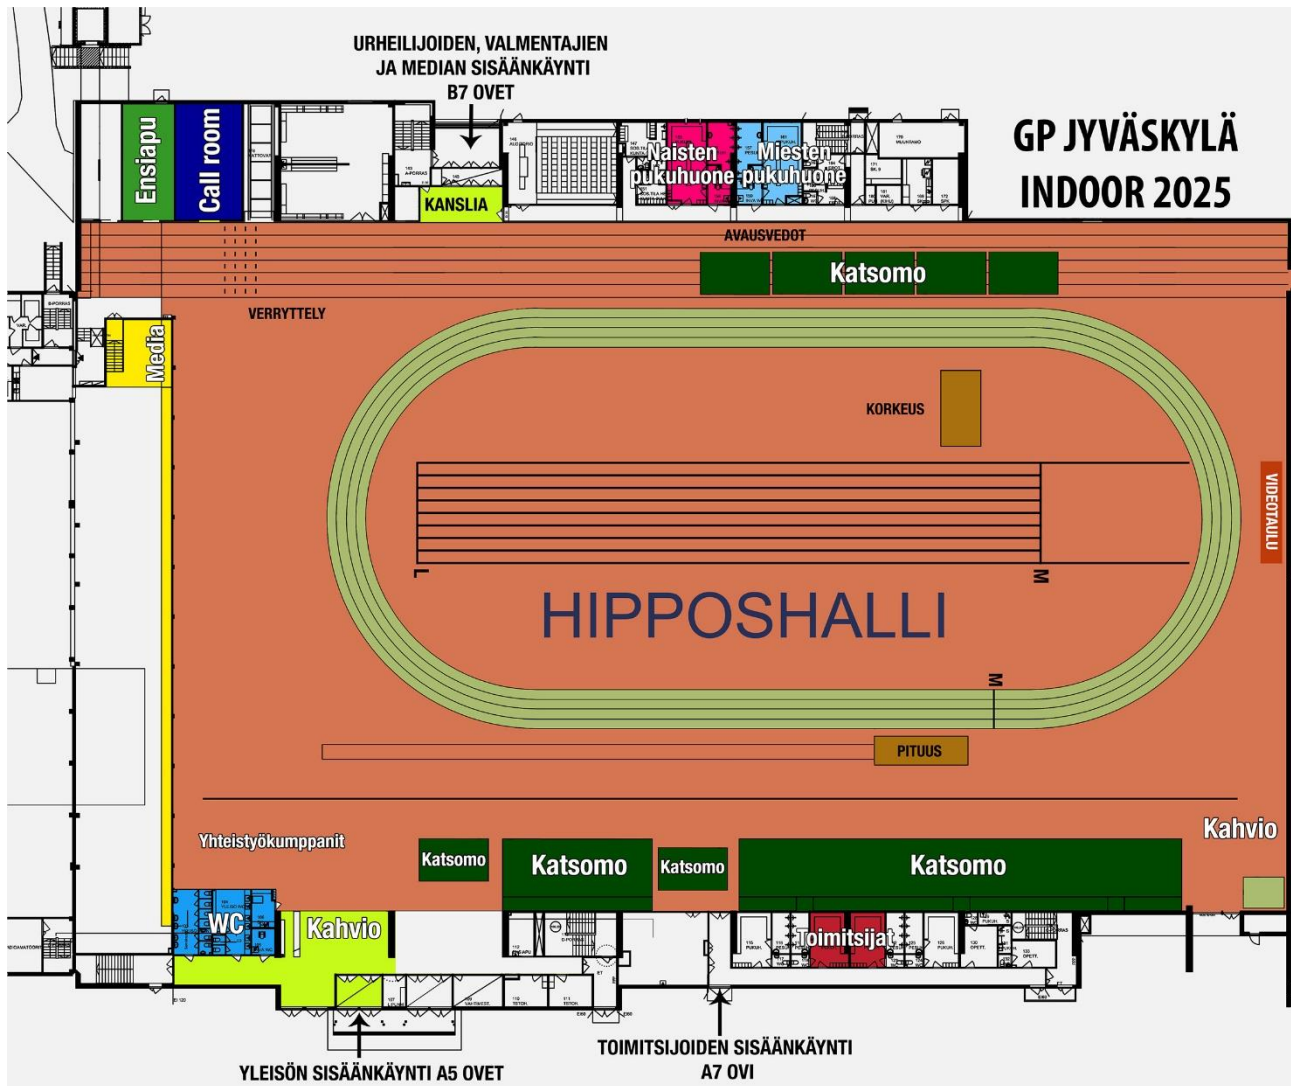 URHEILIJOIDEN, VALMENTAJIEN
JA MEDIAN SISÄÄNKÄYNTI
B7 OVET
GP JYVÄSKYLÄ
INDOOR 2025
Ensiapu
Call room
KANSLIA
Naisten
pukuhuone
Miesten
pukuhuone
AVAUSVEDOT
Katsomo
VERRYTTELY
Media
KORKEUS
VIDEOTAULU
L
M
HIPPOSHALLI
M
PITUUS
Yhteistyökumppanit
Kahvio
Katsomo
Katsomo
Katsomo
Katsomo
WC
Kahvio
Toimitsijat
YLEISÖN SISÄÄNKÄYNTI A5 OVET
TOIMITSIJOIDEN SISÄÄNKÄYNTI
A7 OVI